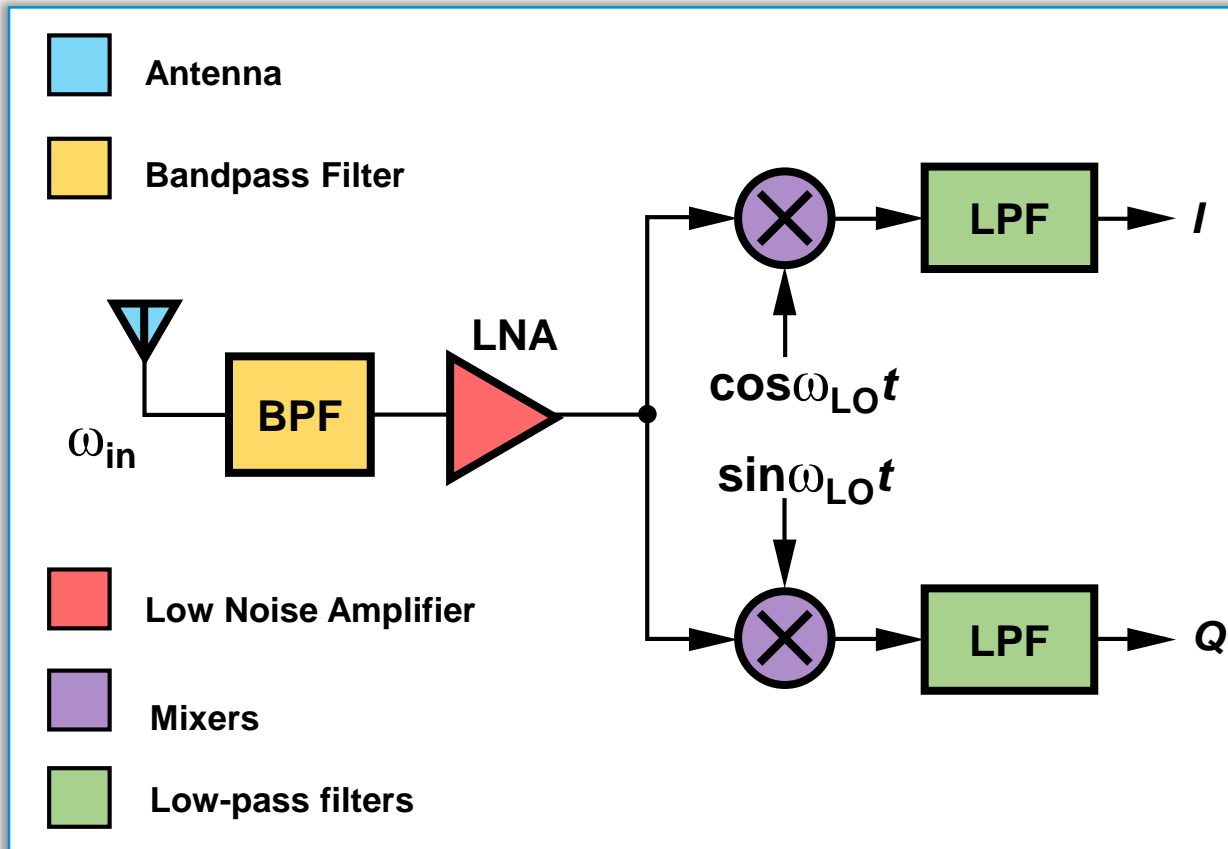 Antenna
Bandpass Filter
LPF
I
LNA
cosωLOt
BPF
ωin
sinωLOt
Low Noise Amplifier
LPF
Q
Mixers
Low-pass filters